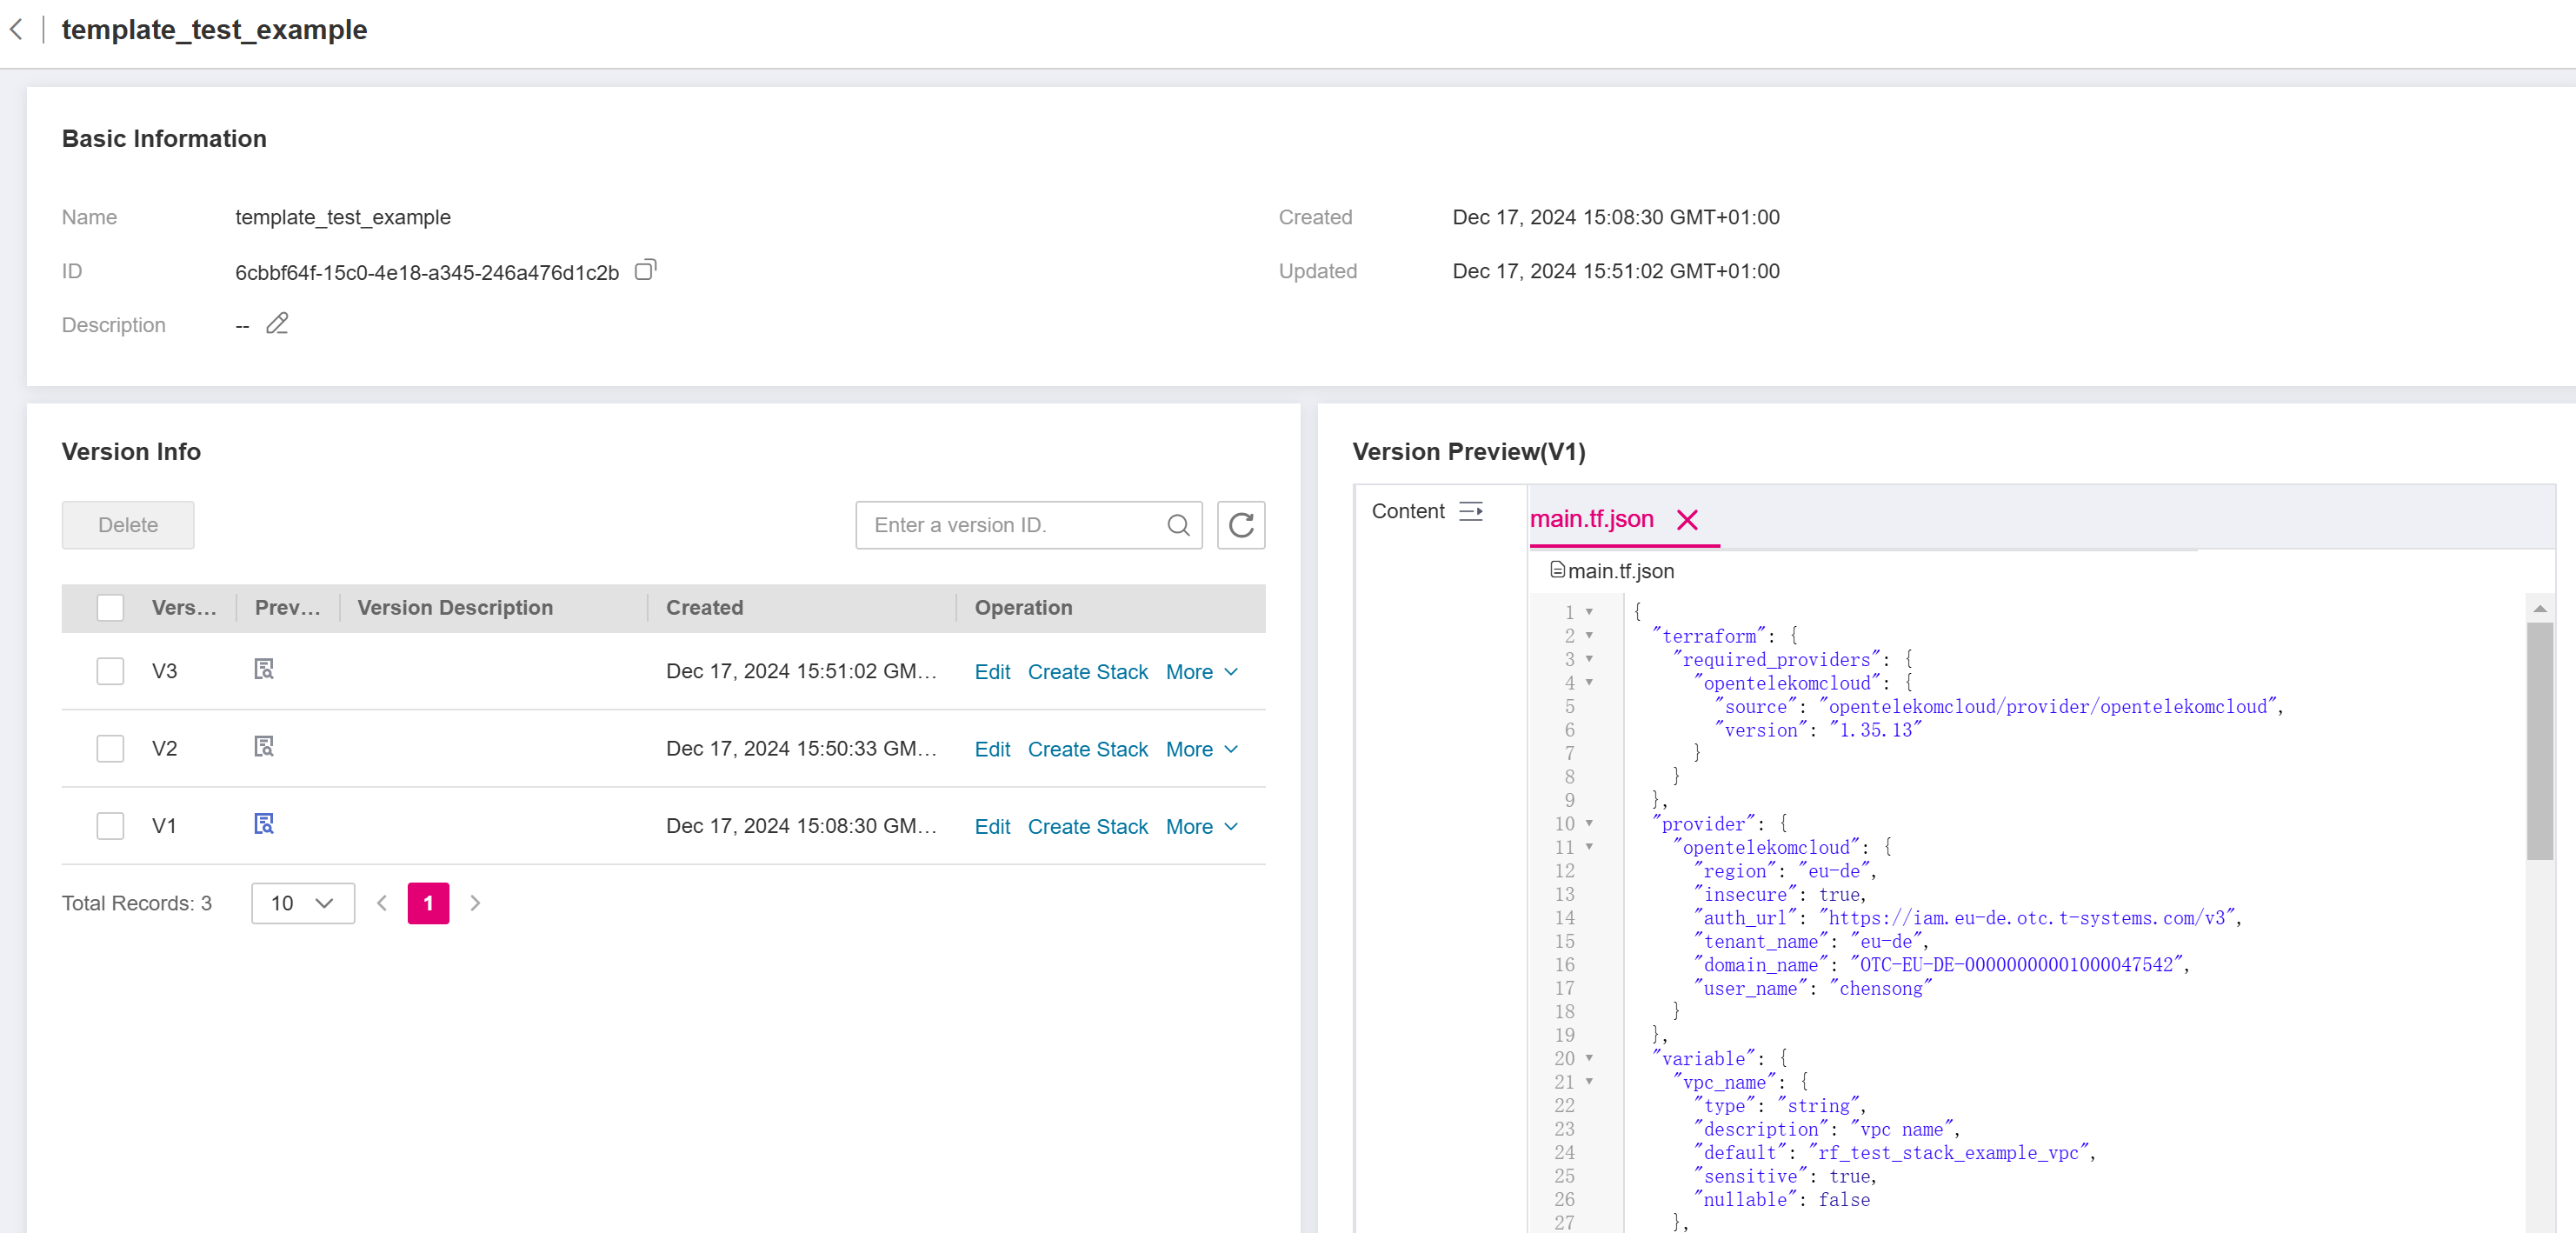 template_test_example
Basic Information
Name template_test_example
Created Dec 17, 2024 15:08:30 GMT+01:00
ID 6cbbf64f-15c0-4e18-a345-246a476d1c2b
Updated Dec 17, 2024 15:51:02 GMT+01:00
Description --
Version Info
Delete
Enter a version ID.
Vers... Prev... Version Description Created Operation
V3 Dec 17, 2024 15:51:02 GM... Edit Create Stack More
V2 Dec 17, 2024 15:50:33 GM... Edit Create Stack More
V1 Dec 17, 2024 15:08:30 GM... Edit Create Stack More
Total Records: 3 10 1
Version Preview(V1)
Content
main.tf.json
main.tf.json
1 {
2 "terraform": {
3 "required_providers": {
4 "opentelekomcloud": {
5 "source": "opentelekomcloud/provider/opentelekomcloud",
6 "version": "1.35.13"
7 }
8 }
9 },
10 "provider": {
11 "opentelekomcloud": {
12 "region": "eu-de",
13 "insecure": true,
14 "auth_url": "https://iam.eu-de.otc.t-systems.com/v3",
15 "tenant_name": "eu-de",
16 "domain_name": "OTC-EU-DE-00000000001000047542",
17 "user_name": "chensong"
18 }
19 },
20 "variable": {
21 "vpc_name": {
22 "type": "string",
23 "description": "vpc name",
24 "default": "rf_test_stack_example_vpc",
25 "sensitive": true,
26 "nullable": false
27 },